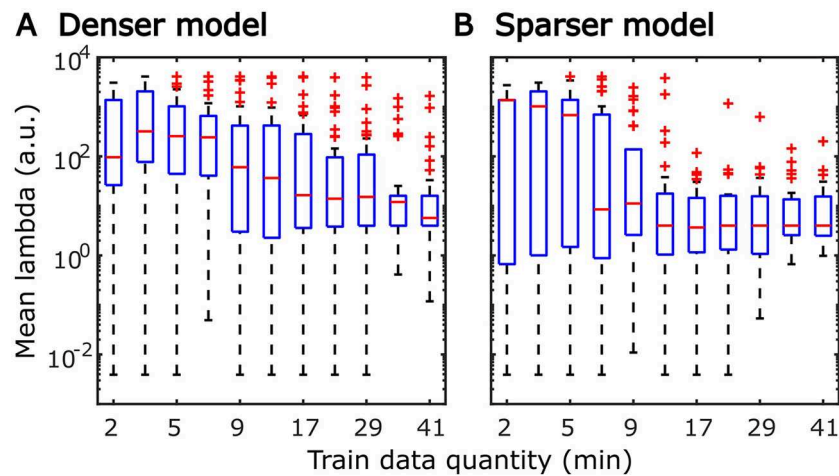 A Denser model
B Sparser model
Mean lambda (a.u.)
10^4
10^2
10^0
10^-2
2 5 9 17 29 41
2 5 9 17 29 41
Train data quantity (min)